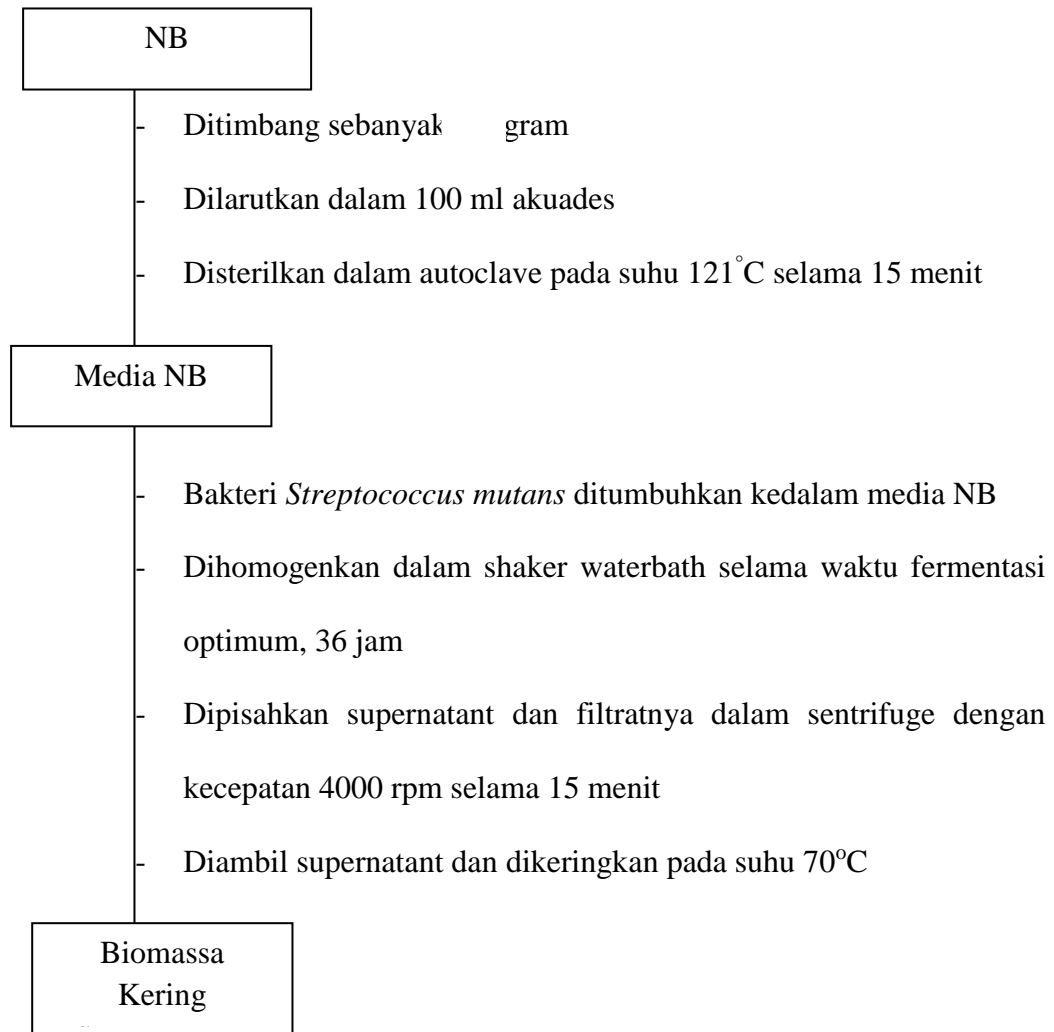 NB
- Ditimbang sebanyak gram
- Dilarutkan dalam 100 ml akuades
- Disterilkan dalam autoclave pada suhu 121°C selama 15 menit
Media NB
- Bakteri Streptococcus mutans ditumbuhkan kedalam media NB
- Dihomogenkan dalam shaker waterbath selama waktu fermentasi
optimum, 36 jam
- Dipisahkan supernatant dan filtratnya dalam sentrifuge dengan
kecepatan 4000 rpm selama 15 menit
- Diambil supernatant dan dikeringkan pada suhu 70°C
Biomassa
Kering